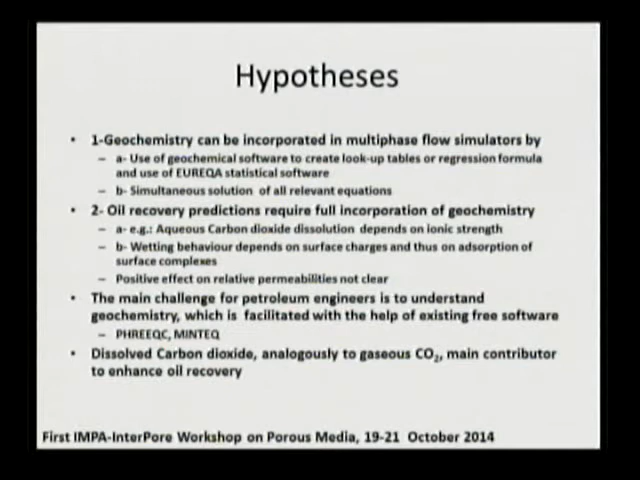 Hypotheses
• 1-Geochemistry can be incorporated in multiphase flow simulators by
– a- Use of geochemical software to create look-up tables or regression formula
and use of EUREQA statistical software
– b- Simultaneous solution of all relevant equations
• 2- Oil recovery predictions require full incorporation of geochemistry
– a- e.g.: Aqueous Carbon dioxide dissolution depends on ionic strength
– b- Wetting behaviour depends on surface charges and thus on adsorption of
surface complexes
– Positive effect on relative permeabilities not clear
• The main challenge for petroleum engineers is to understand
geochemistry, which is facilitated with the help of existing free software
– PHREEQC, MINTEQ
• Dissolved Carbon dioxide, analogously to gaseous CO₂, main contributor
to enhance oil recovery
First IMPA-InterPore Workshop on Porous Media, 19-21 October 2014